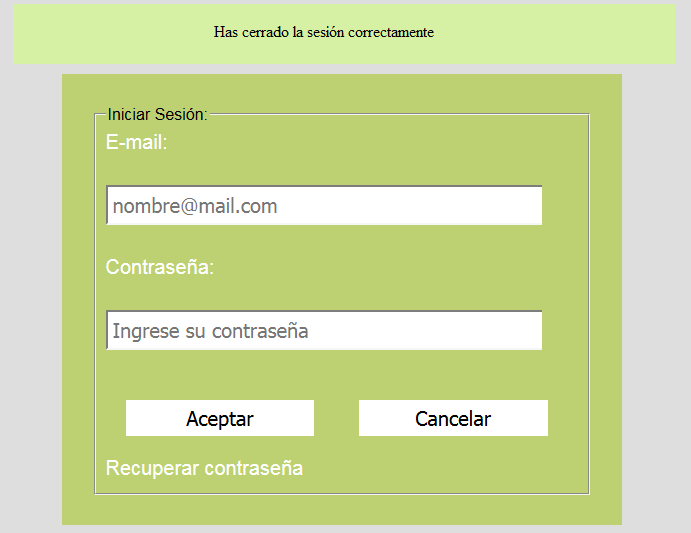 Has cerrado la sesión correctamente
Iniciar Sesión:
E-mail:
nombre@mail.com
Contraseña:
Ingrese su contraseña
Aceptar Cancelar
Recuperar contraseña